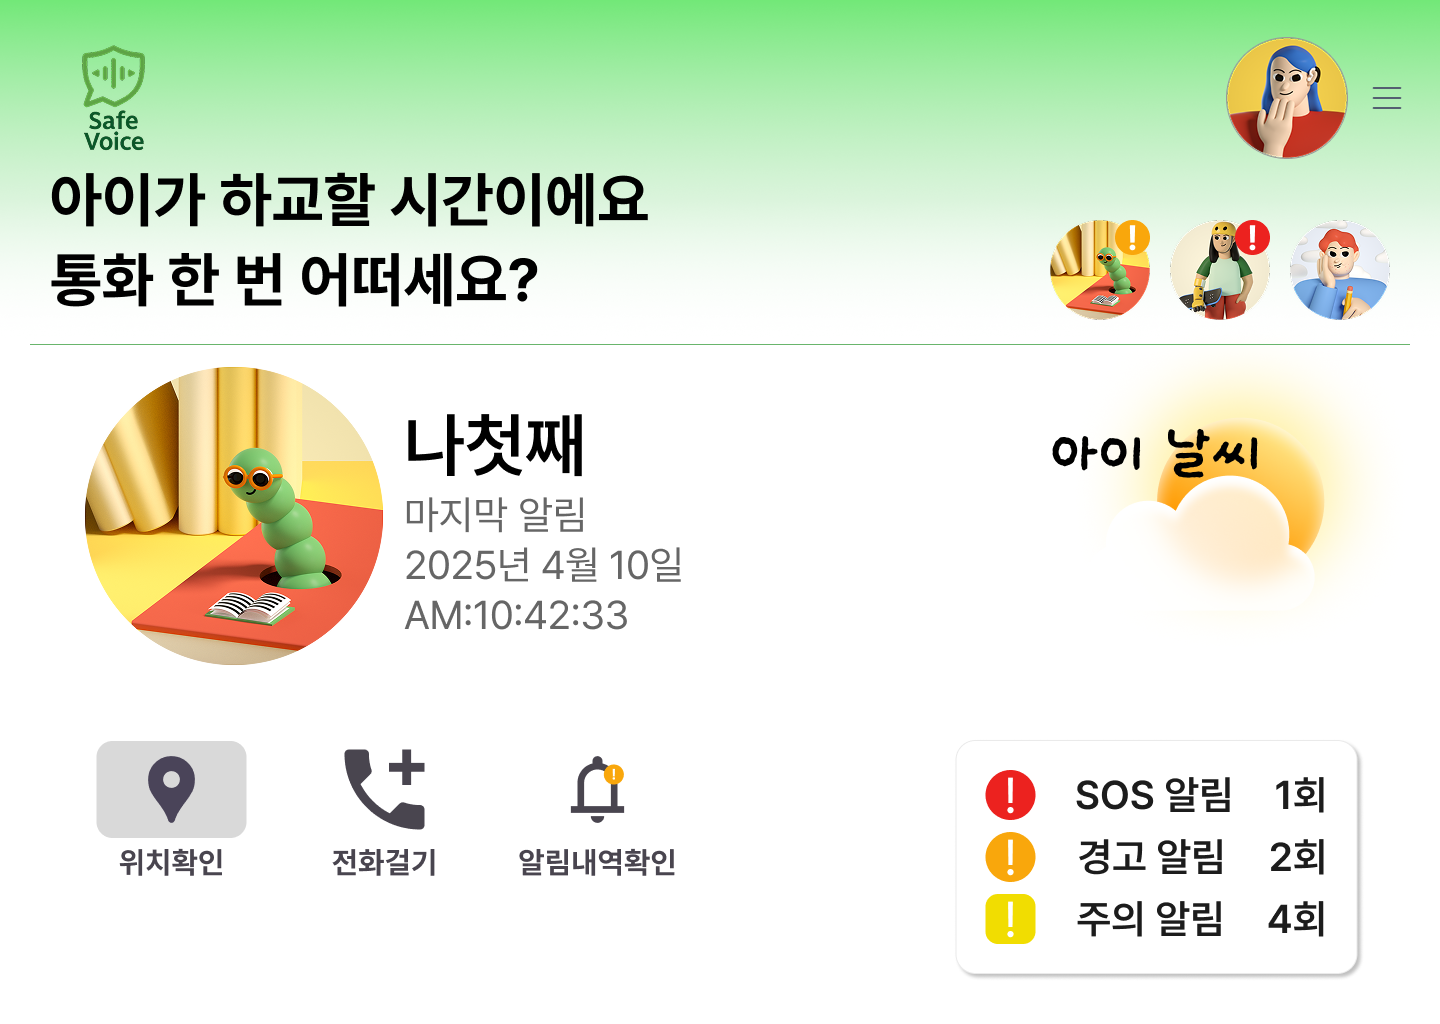 Safe
Voice
아이가 하교할 시간이에요
통화 한 번 어떠세요?
나첫째
마지막 알림
2025년 4월 10일
AM:10:42:33
아이 날씨
위치확인
전화걸기
알림내역확인
SOS 알림 1회
경고 알림 2회
주의 알림 4회